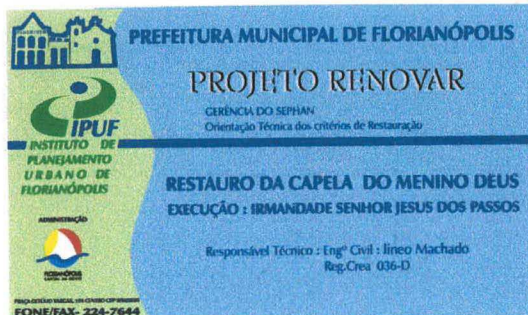 PREFEITURA MUNICIPAL DE FLORIANÓPOLIS
PROJETO RENOVAR
GERÊNCIA DO SEPHAN
Orientação Técnica dos critérios de Restauração
IPUF
INSTITUTO DE
PLANEJAMENTO
URBANO DE
FLORIANÓPOLIS
ADMINISTRAÇÃO
FLORIANÓPOLIS
FONE/FAX- 224-7644
RESTAURO DA CAPELA DO MENINO DEUS
EXECUÇÃO : IRMANDADE SENHOR JESUS DOS PASSOS
Responsável Técnico : Engº Civil : lineo Machado
Reg.Crea 036-D